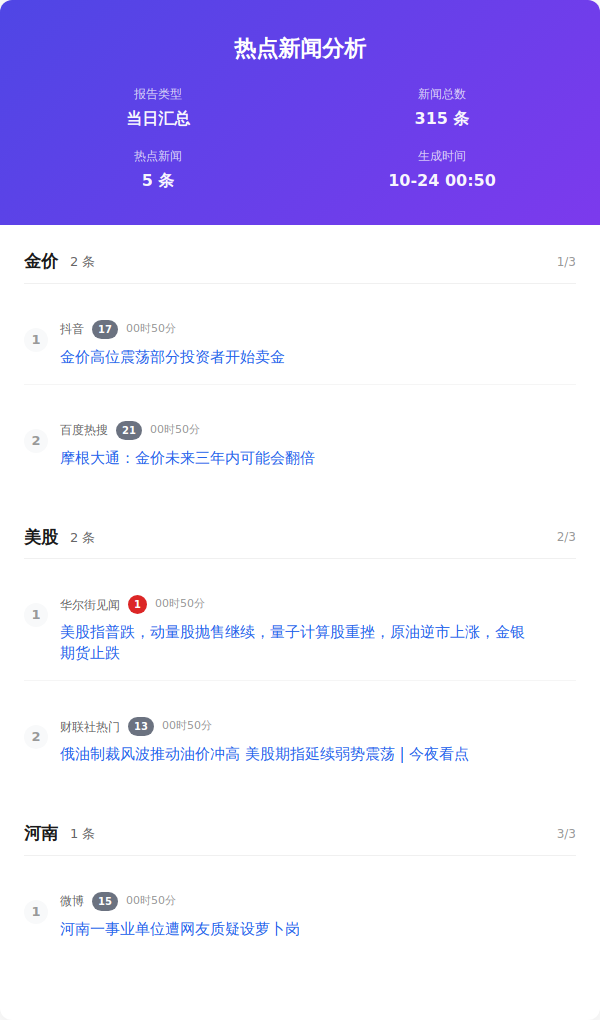 热点新闻分析
报告类型
新闻总数
当日汇总
315 条
热点新闻
生成时间
5 条
10-24 00:50
金价 2 条 1/3
1
抖音 17 00时50分
金价高位震荡部分投资者开始卖金
2
百度热搜 21 00时50分
摩根大通：金价未来三年内可能会翻倍
美股 2 条 2/3
1
华尔街见闻 1 00时50分
美股指普跌，动量股抛售继续，量子计算股重挫，原油逆市上涨，金银
期货止跌
2
财联社热门 13 00时50分
俄油制裁风波推动油价冲高 美股期指延续弱势震荡 | 今夜看点
河南 1 条 3/3
1
微博 15 00时50分
河南一事业单位遭网友质疑设萝卜岗